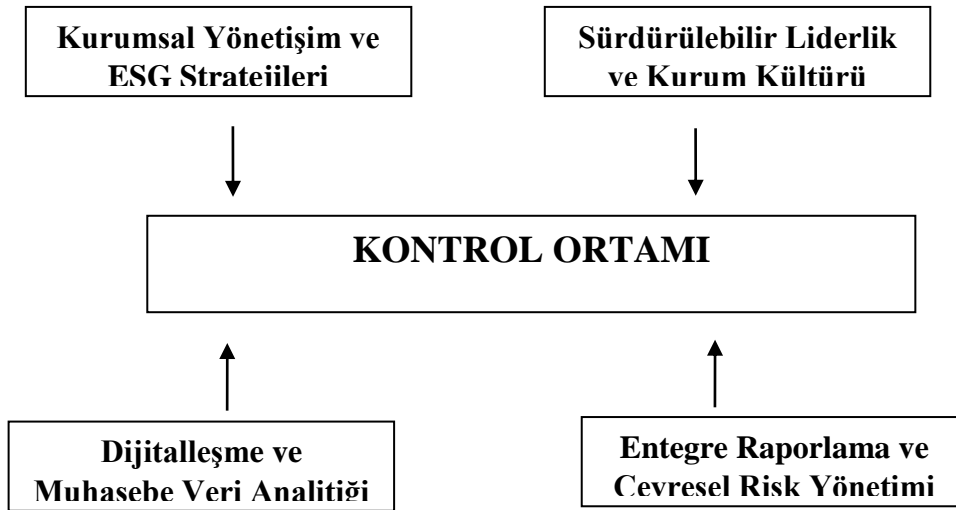 Kurumsal Yönetişim ve
ESG Stratejileri
Sürdürülebilir Liderlik
ve Kurum Kültürü
KONTROL ORTAMI
Dijitalleşme ve
Muhasebe Veri Analitiği
Entegre Raporlama ve
Çevresel Risk Yönetimi